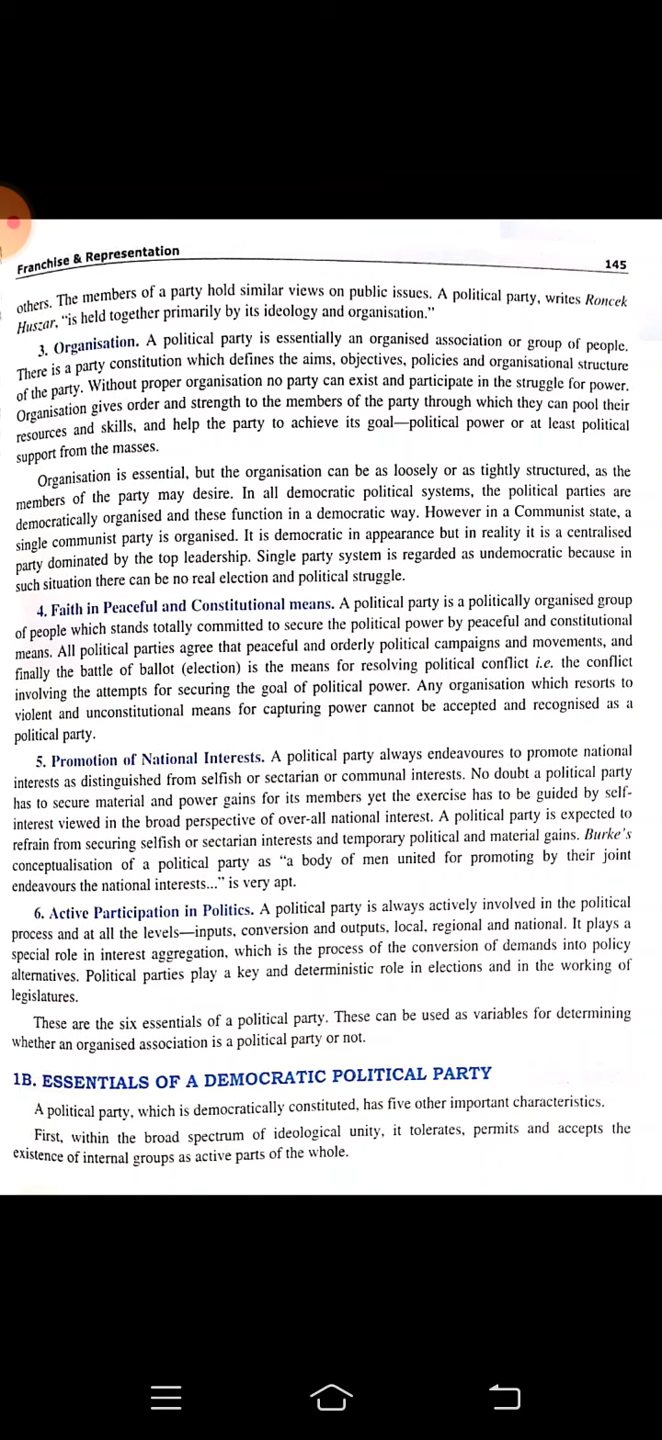 Franchise & Representation
145
others. The members of a party hold similar views on public issues. A political party, writes Roncek
Huszar, “is held together primarily by its ideology and organisation.”
3. Organisation. A political party is essentially an organised association or group of people.
There is a party constitution which defines the aims, objectives, policies and organisational structure
of the party. Without proper organisation no party can exist and participate in the struggle for power.
Organisation gives order and strength to the members of the party through which they can pool their
resources and skills, and help the party to achieve its goal—political power or at least political
support from the masses.
Organisation is essential, but the organisation can be as loosely or as tightly structured, as the
members of the party may desire. In all democratic political systems, the political parties are
democratically organised and these function in a democratic way. However in a Communist state, a
single communist party is organised. It is democratic in appearance but in reality it is a centralised
party dominated by the top leadership. Single party system is regarded as undemocratic because in
such situation there can be no real election and political struggle.
4. Faith in Peaceful and Constitutional means. A political party is a politically organised group
of people which stands totally committed to secure the political power by peaceful and constitutional
means. All political parties agree that peaceful and orderly political campaigns and movements, and
finally the battle of ballot (election) is the means for resolving political conflict i.e. the conflict
involving the attempts for securing the goal of political power. Any organisation which resorts to
violent and unconstitutional means for capturing power cannot be accepted and recognised as a
political party.
5. Promotion of National Interests. A political party always endeavoures to promote national
interests as distinguished from selfish or sectarian or communal interests. No doubt a political party
has to secure material and power gains for its members yet the exercise has to be guided by self-
interest viewed in the broad perspective of over-all national interest. A political party is expected to
refrain from securing selfish or sectarian interests and temporary political and material gains. Burke's
conceptualisation of a political party as “a body of men united for promoting by their joint
endeavours the national interests...” is very apt.
6. Active Participation in Politics. A political party is always actively involved in the political
process and at all the levels—inputs, conversion and outputs, local, regional and national. It plays a
special role in interest aggregation, which is the process of the conversion of demands into policy
alternatives. Political parties play a key and deterministic role in elections and in the working of
legislatures.
These are the six essentials of a political party. These can be used as variables for determining
whether an organised association is a political party or not.
1B. ESSENTIALS OF A DEMOCRATIC POLITICAL PARTY
A political party, which is democratically constituted, has five other important characteristics.
First, within the broad spectrum of ideological unity, it tolerates, permits and accepts the
existence of internal groups as active parts of the whole.